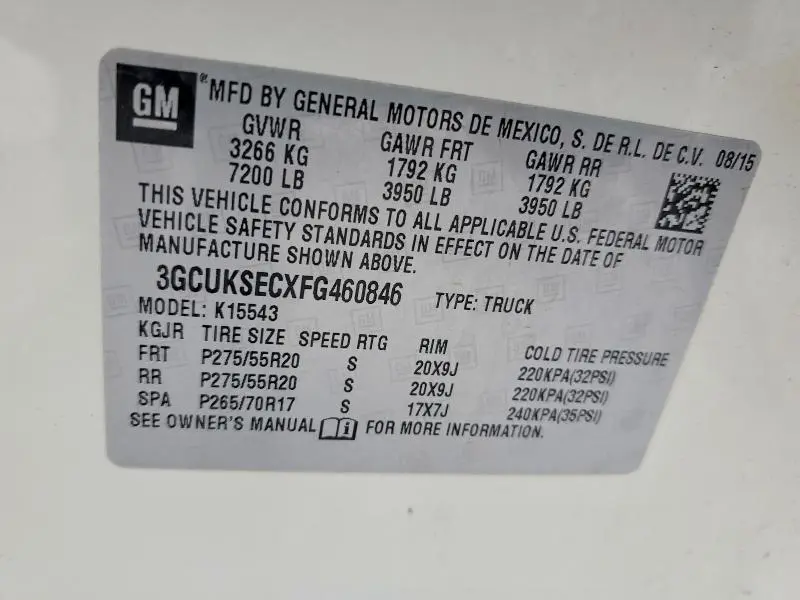 GM ®MFD BY GENERAL MOTORS DE MEXICO, S. DE R.L. DE C.V. 08/15
GVWR GAWR FRT GAWR RR
3266 KG 1792 KG 1792 KG
7200 LB 3950 LB 3950 LB
THIS VEHICLE CONFORMS TO ALL APPLICABLE U.S. FEDERAL MOTOR
VEHICLE SAFETY STANDARDS IN EFFECT ON THE DATE OF
MANUFACTURE SHOWN ABOVE.
3GCUKSECXFG460846 TYPE: TRUCK
MODEL: K15543
KGJR TIRE SIZE SPEED RTG RIM COLD TIRE PRESSURE
FRT P275/55R20 S 20X9J 220KPA(32PSI)
RR P275/55R20 S 20X9J 220KPA(32PSI)
SPA P265/70R17 S 17X7J 240KPA(35PSI)
SEE OWNER'S MANUAL i FOR MORE INFORMATION.